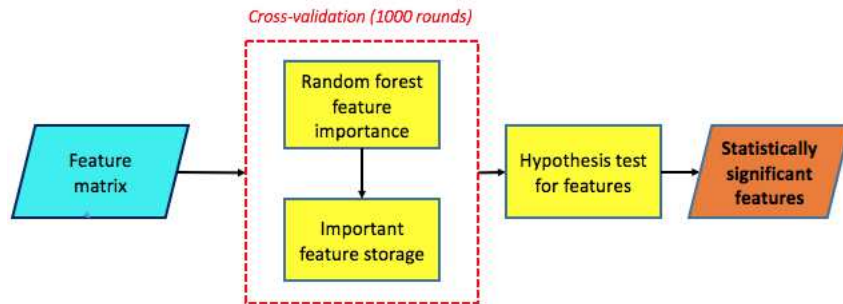 Cross-validation (1000 rounds)
Random forest
feature
importance
Feature
matrix
Important
feature storage
Hypothesis test
for features
Statistically
significant
features